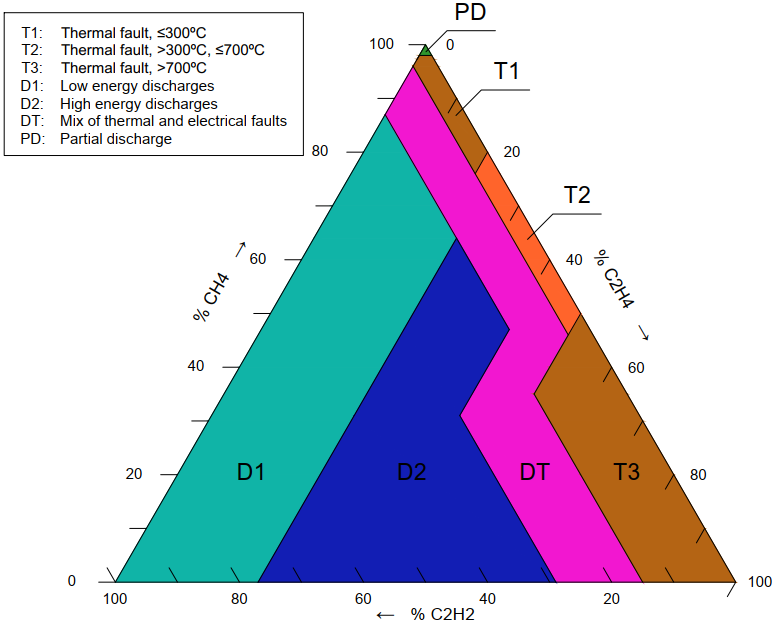 T1: Thermal fault, ≤300ºC
T2: Thermal fault, >300ºC, ≤700ºC
T3: Thermal fault, >700ºC
D1: Low energy discharges
D2: High energy discharges
DT: Mix of thermal and electrical faults
PD: Partial discharge
PD
100
0
T1
80
20
T2
60
40
% CH4 →
% C2H4 →
40
60
20
80
D1
D2
DT
T3
0
100
100
80
60
40
20
← % C2H2